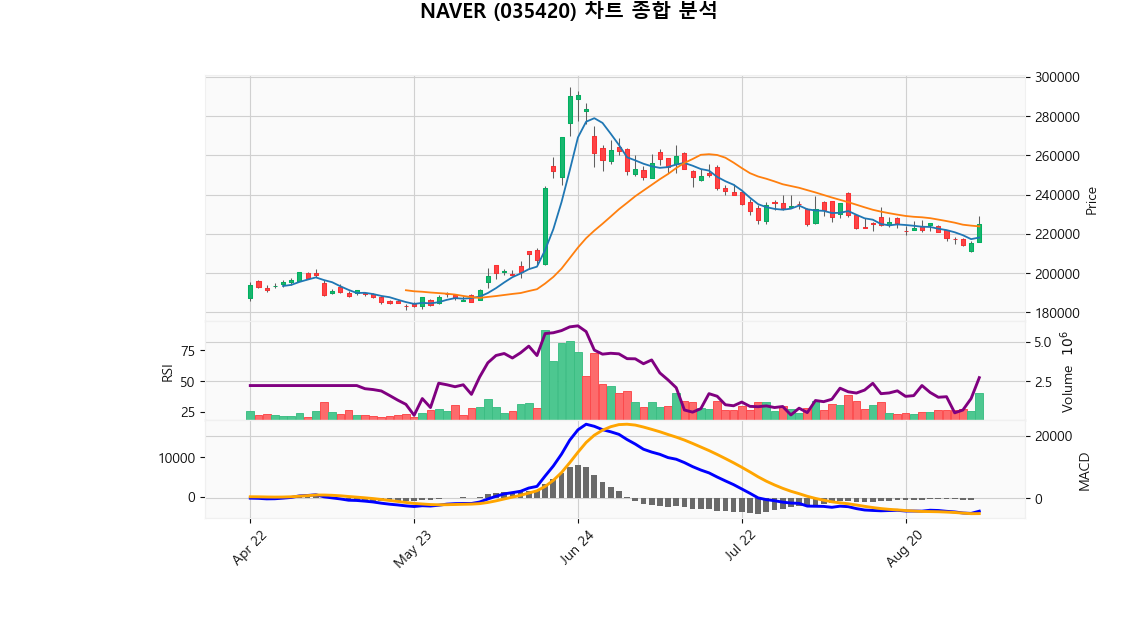 NAVER (035420) 차트 종합 분석
300000
280000
260000
240000
220000
200000
180000
Price
75
50
25
RSI
5.0
2.5
Volume 10^6
10000
0
20000
0
MACD
Apr 22
May 23
Jun 24
Jul 22
Aug 20